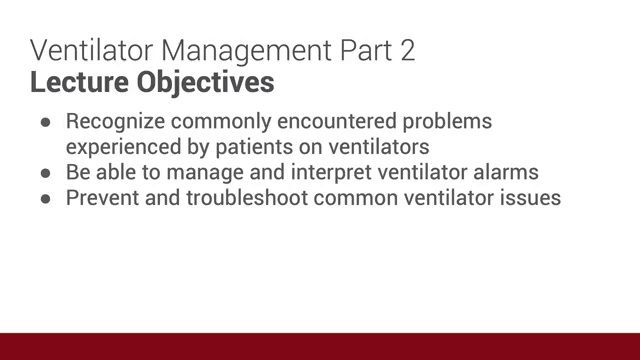 Ventilator Management Part 2
Lecture Objectives
● Recognize commonly encountered problems
experienced by patients on ventilators
● Be able to manage and interpret ventilator alarms
● Prevent and troubleshoot common ventilator issues